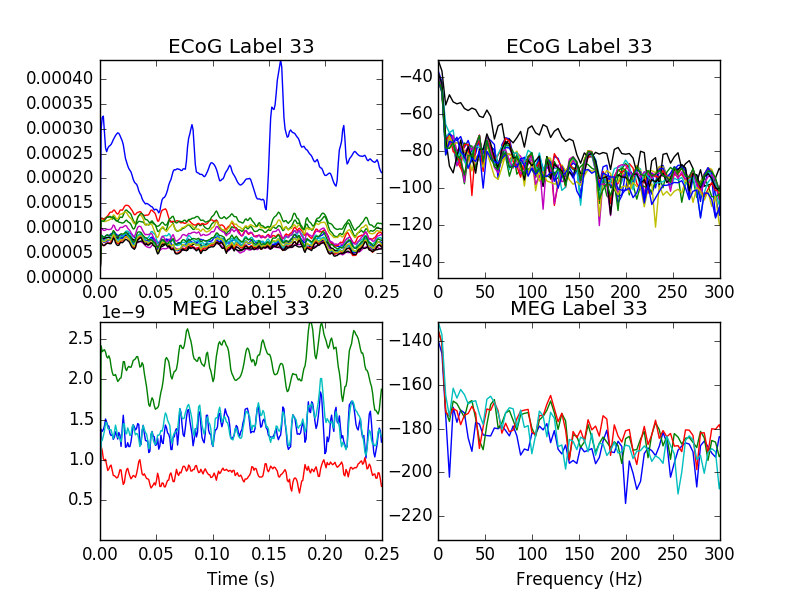 ECoG Label 33
0.00040
0.00035
0.00030
0.00025
0.00020
0.00015
0.00010
0.00005
0.00000
0.00 0.05 0.10 0.15 0.20 0.25
ECoG Label 33
−40
−60
−80
−100
−120
−140
0 50 100 150 200 250 300
MEG Label 33
1e−9
2.5
2.0
1.5
1.0
0.5
0.00 0.05 0.10 0.15 0.20 0.25
Time (s)
MEG Label 33
−140
−160
−180
−200
−220
0 50 100 150 200 250 300
Frequency (Hz)